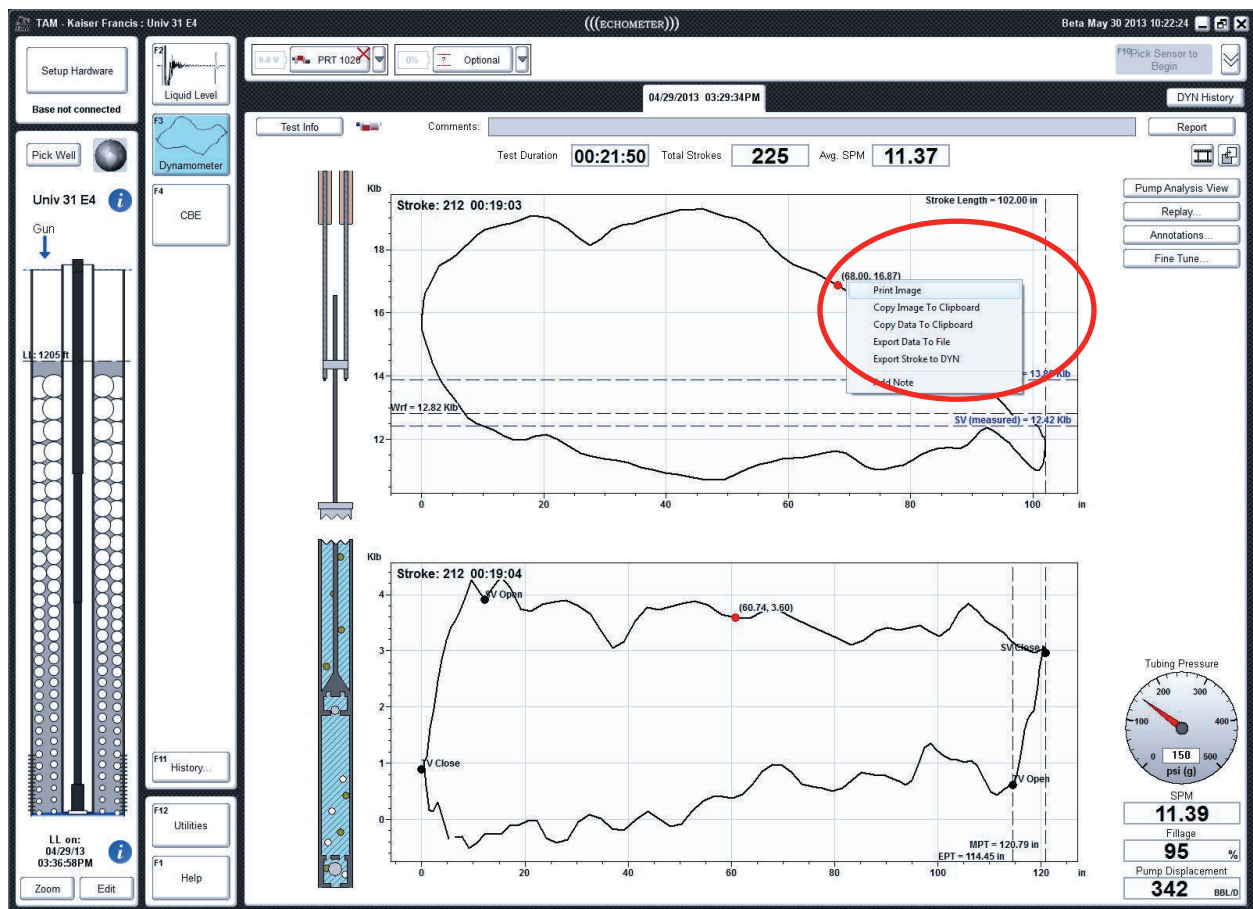 TAM - Kaiser Francis : Univ 31 E4
(((ECHOMETER)))
Beta May 30 2013 10:22:24
Setup Hardware
Base not connected
Pick Well
Univ 31 E4
Gun
LL: 1205 ft
LL on:
04/29/13
03:36:58PM
Zoom
Edit
F2
Liquid Level
F3
Dynamometer
F4
CBE
F11
History...
F12
Utilities
F1
Help
0.0 V
PRT 1020
0%
?
Optional
F10 Pick Sensor to
Begin
04/29/2013 03:29:34PM
DYN History
Test Info
Comments:
Report
Test Duration 00:21:50 Total Strokes 225 Avg. SPM 11.37
Pump Analysis View
Replay...
Annotations...
Fine Tune...
Klb
Stroke: 212 00:19:03
Stroke Length = 102.00 in
(68.00, 16.87)
Print Image
Copy Image To Clipboard
Copy Data To Clipboard
Export Data To File
Export Stroke to DYN
Add Note
Wrf = 12.82 Klb
SV (measured) = 12.42 Klb
18
16
14
12
0 20 40 60 80 100 in
Klb
Stroke: 212 00:19:04
SV Open
(60.74, 3.60)
SV Close
TV Close
TV Open
MPT = 120.79 in
EPT = 114.45 in
4
3
2
1
0
0 20 40 60 80 100 120 in
Tubing Pressure
0 100 200 300 400 500
150
psi (g)
SPM
11.39
Fillage
95 %
Pump Displacement
342 BBL/D